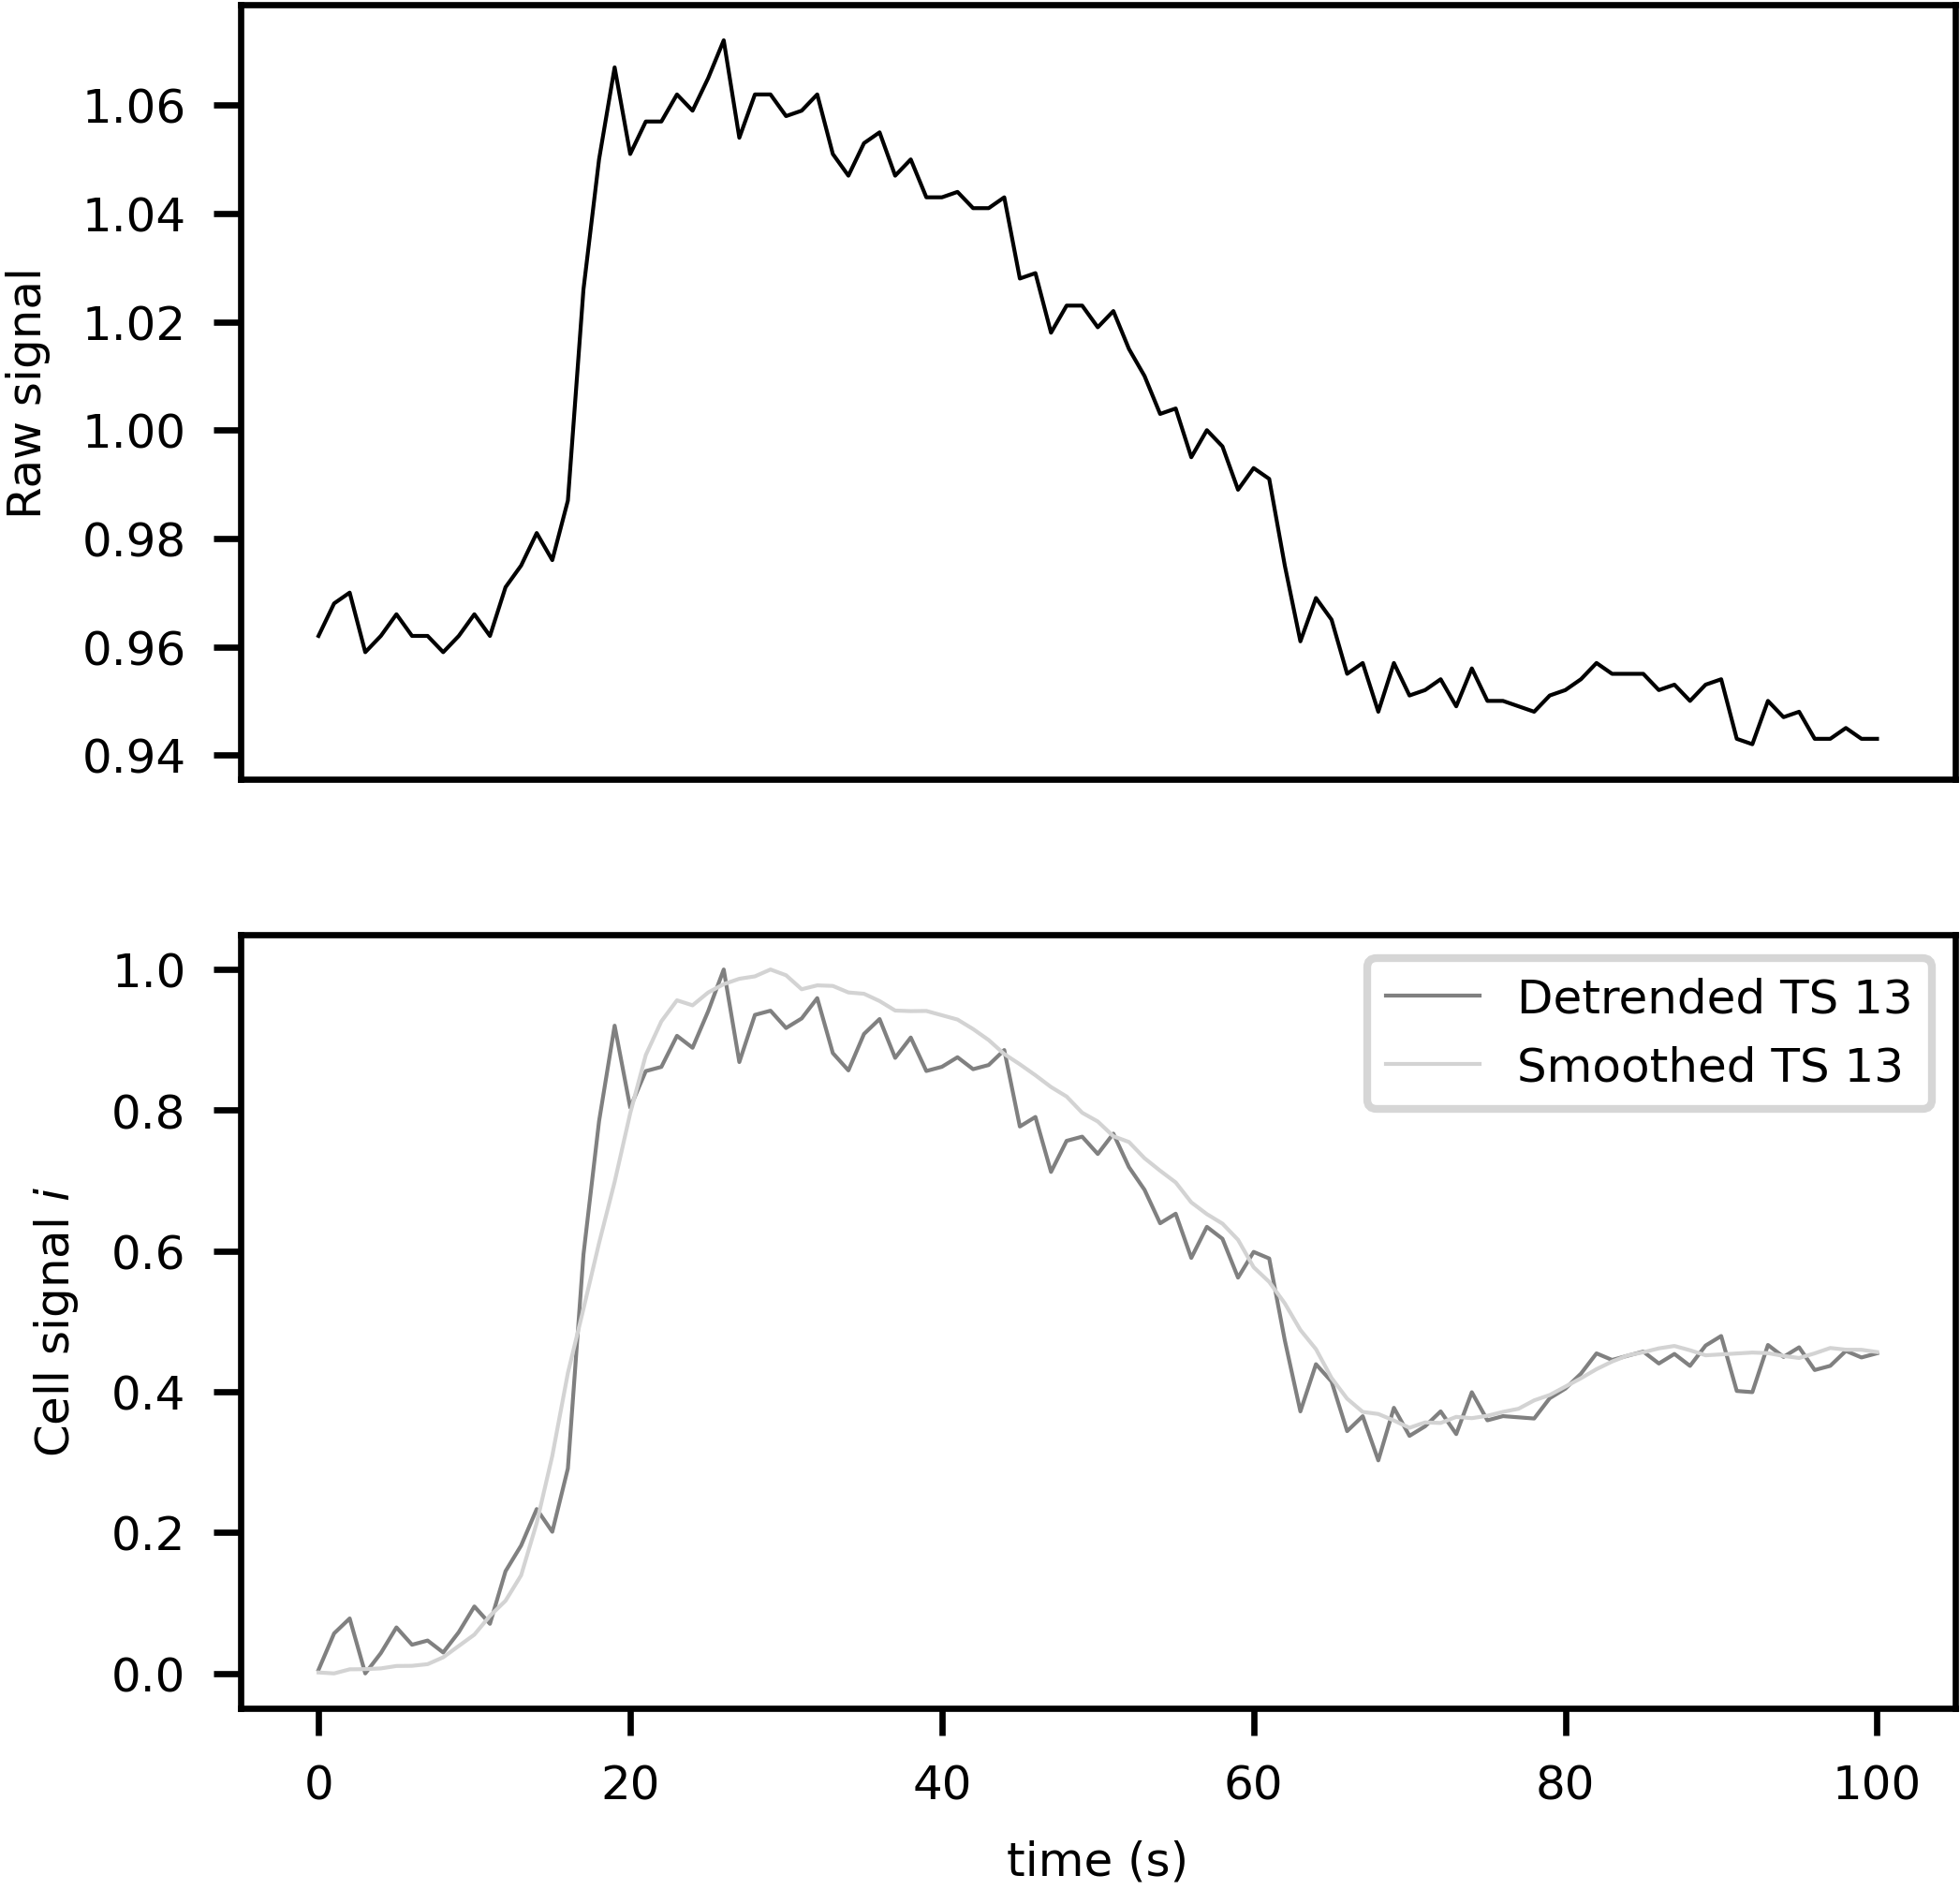 Raw signal
1.06
1.04
1.02
1.00
0.98
0.96
0.94
Cell signal i
1.0
0.8
0.6
0.4
0.2
0.0
Detrended TS 13
Smoothed TS 13
0 20 40 60 80 100
time (s)